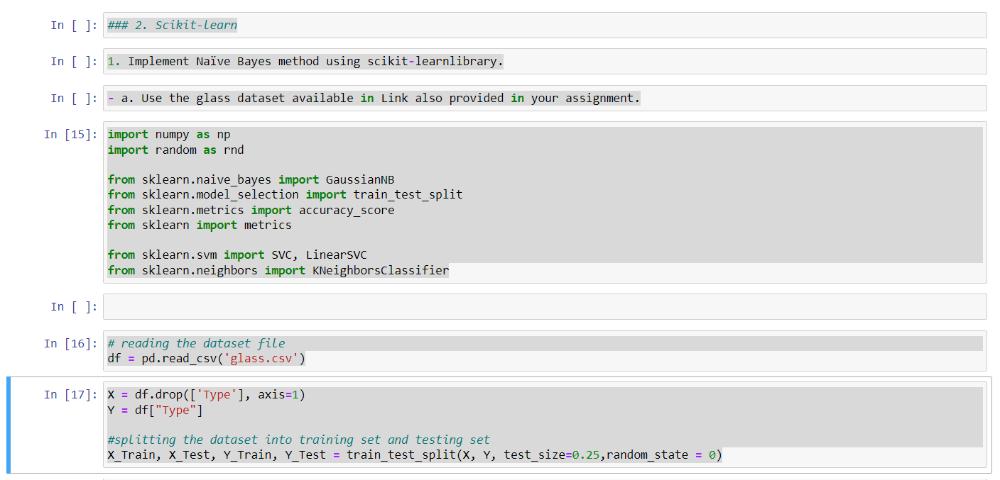 In [ ]: ### 2. Scikit-learn
In [ ]: 1. Implement Naïve Bayes method using scikit-learnlibrary.
In [ ]: - a. Use the glass dataset available in Link also provided in your assignment.
In [15]: import numpy as np
import random as rnd
from sklearn.naive_bayes import GaussianNB
from sklearn.model_selection import train_test_split
from sklearn.metrics import accuracy_score
from sklearn import metrics
from sklearn.svm import SVC, LinearSVC
from sklearn.neighbors import KNeighborsClassifier
In [ ]:
In [16]: # reading the dataset file
df = pd.read_csv('glass.csv')
In [17]: X = df.drop(['Type'], axis=1)
Y = df["Type"]
#splitting the dataset into training set and testing set
X_Train, X_Test, Y_Train, Y_Test = train_test_split(X, Y, test_size=0.25,random_state = 0)